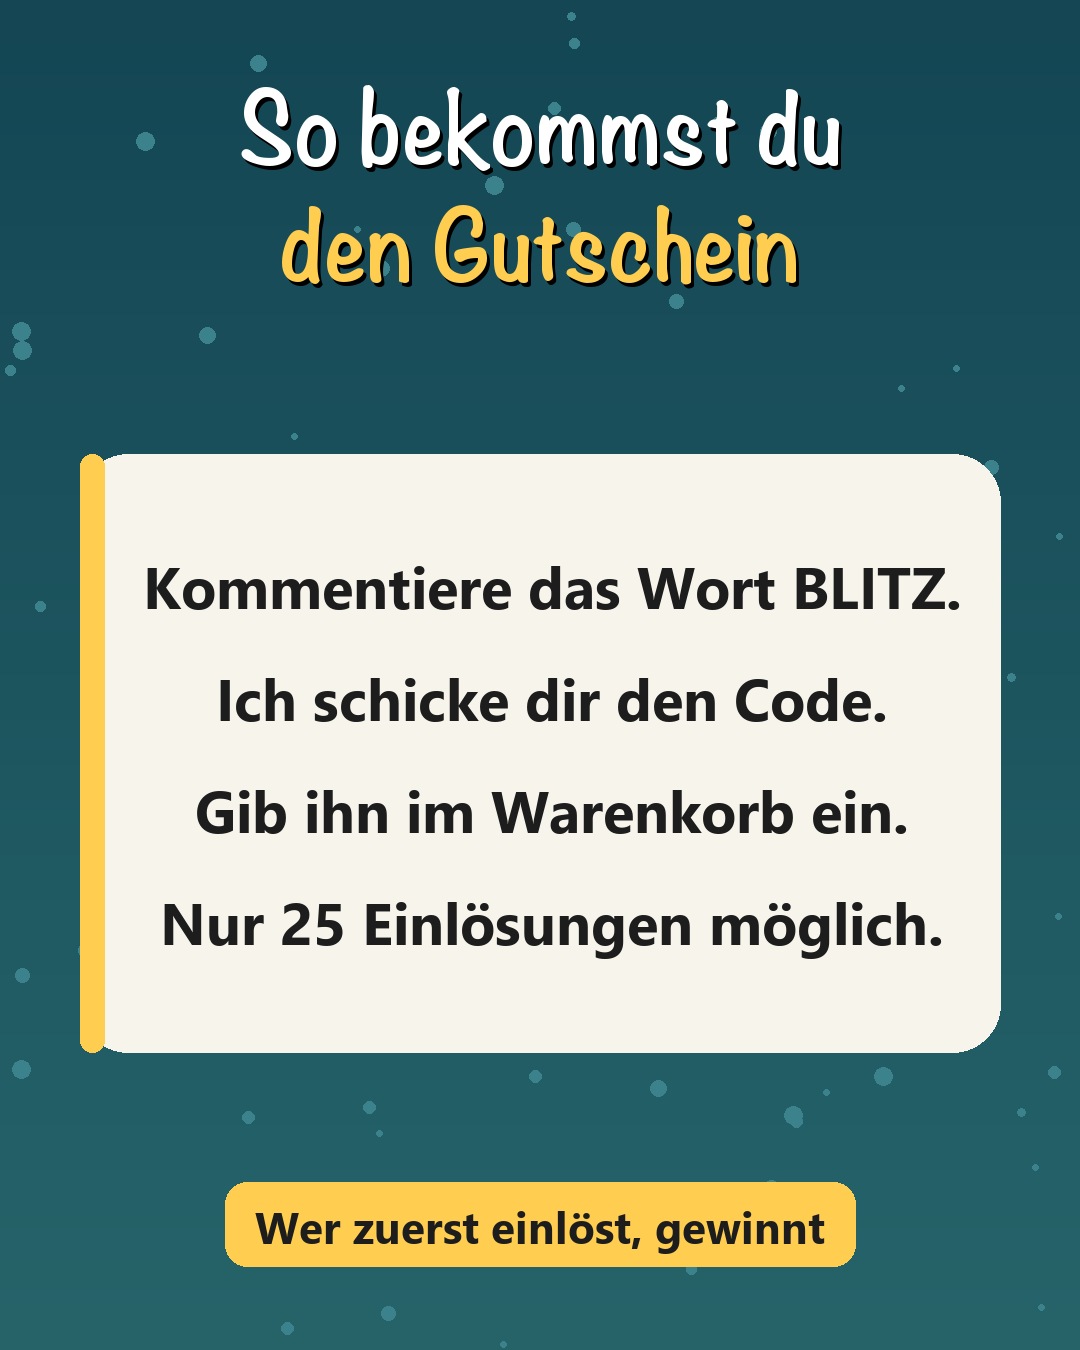 So bekommst du
den Gutschein
Kommentiere das Wort BLITZ.
Ich schicke dir den Code.
Gib ihn im Warenkorb ein.
Nur 25 Einlösungen möglich.
Wer zuerst einlöst, gewinnt